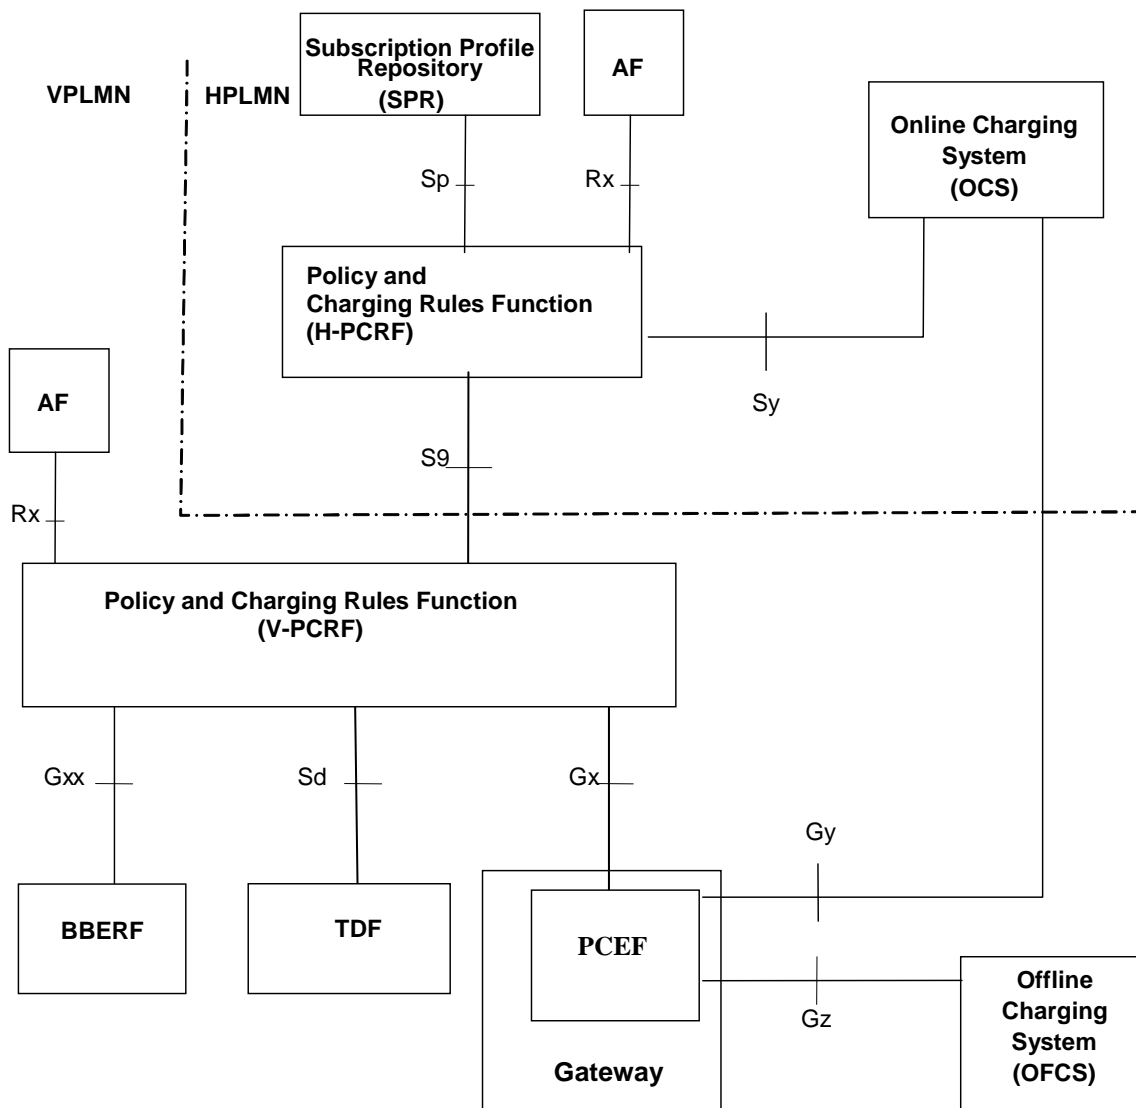 Subscription Profile
Repository
(SPR)
AF
VPLMN
HPLMN
Online Charging
System
(OCS)
Sp
Rx
Policy and
Charging Rules Function
(H-PCRF)
AF
Sy
S9
Rx
Policy and Charging Rules Function
(V-PCRF)
Gxx
Sd
Gx
Gy
BBERF
TDF
PCEF
Offline
Charging
System
(OFCS)
Gz
Gateway